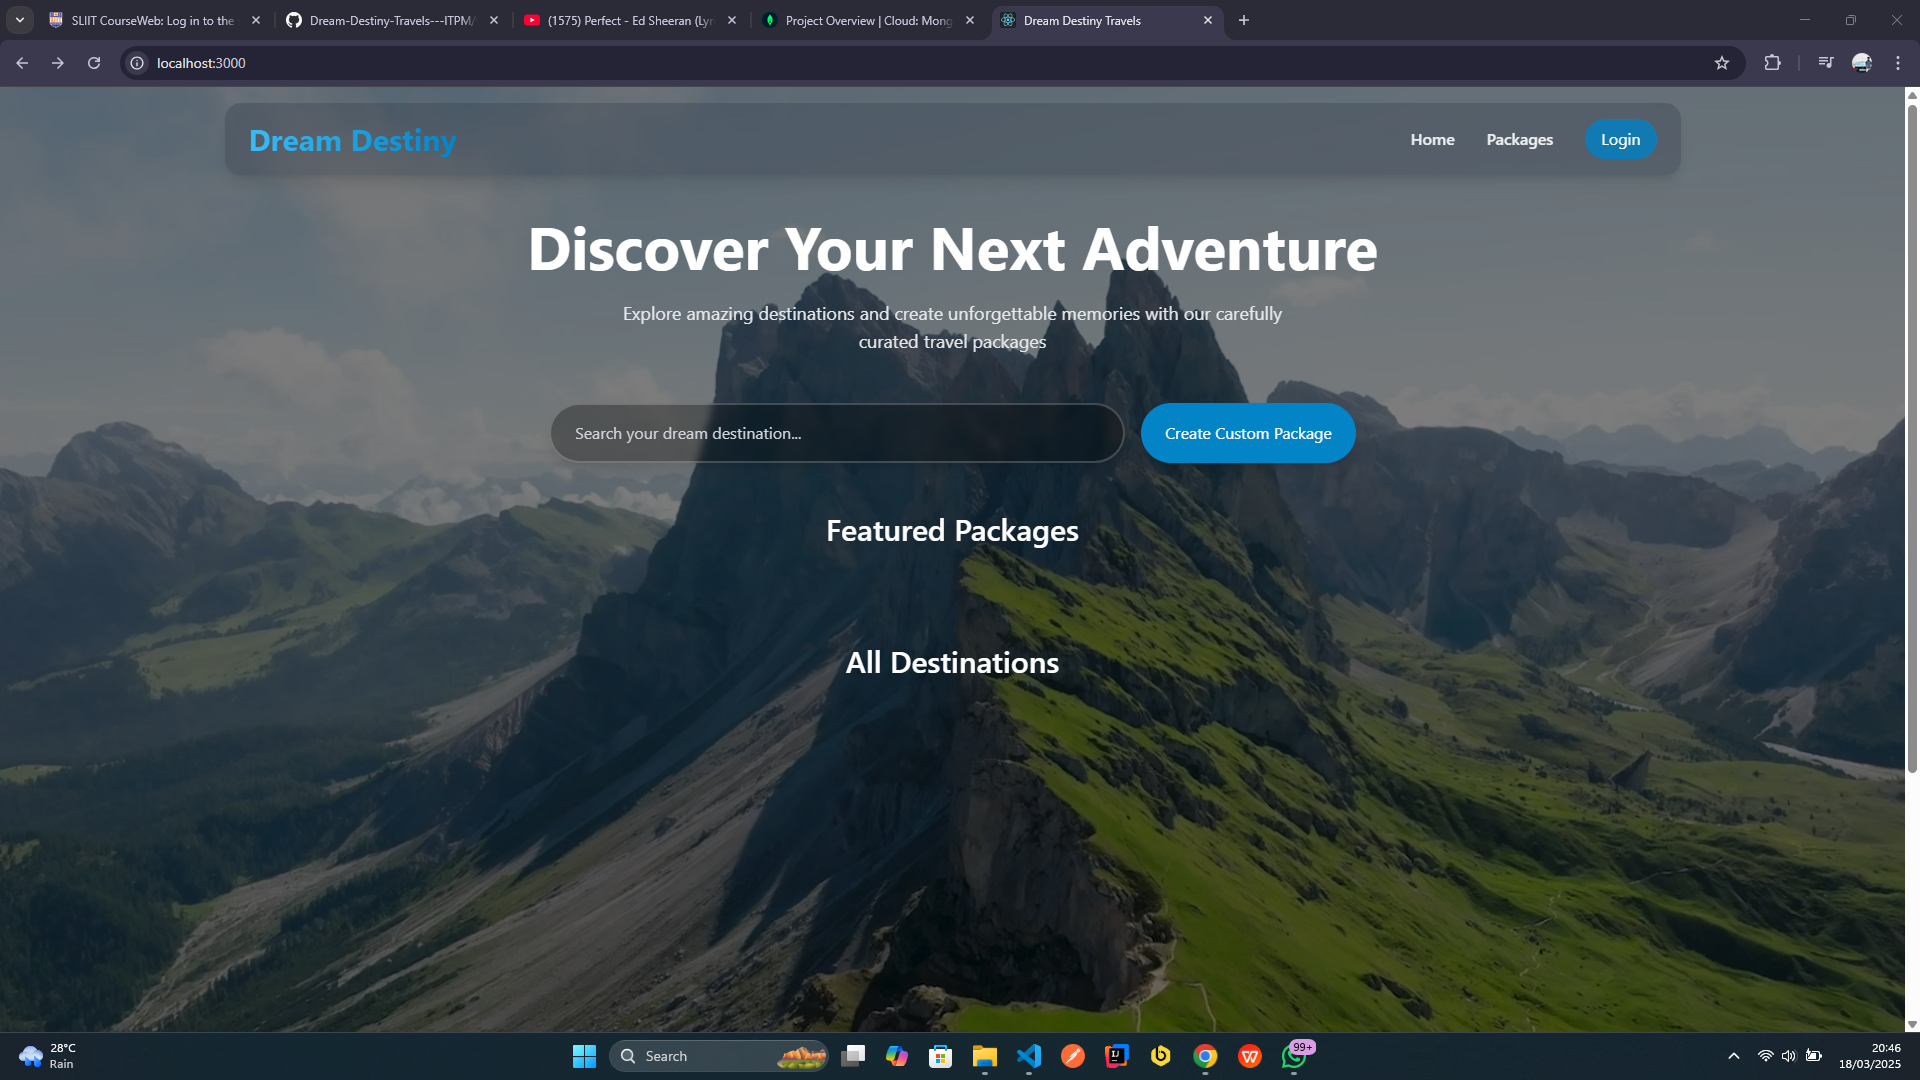 SLIIT CourseWeb: Log in to the
Dream-Destiny-Travels---ITPM/
(1575) Perfect - Ed Sheeran (Lyr
Project Overview | Cloud: Mong
Dream Destiny Travels
localhost:3000
Dream Destiny
Home
Packages
Login
Discover Your Next Adventure
Explore amazing destinations and create unforgettable memories with our carefully
curated travel packages
Search your dream destination...
Create Custom Package
Featured Packages
All Destinations
28°C
Rain
Search
99+
20:46
18/03/2025